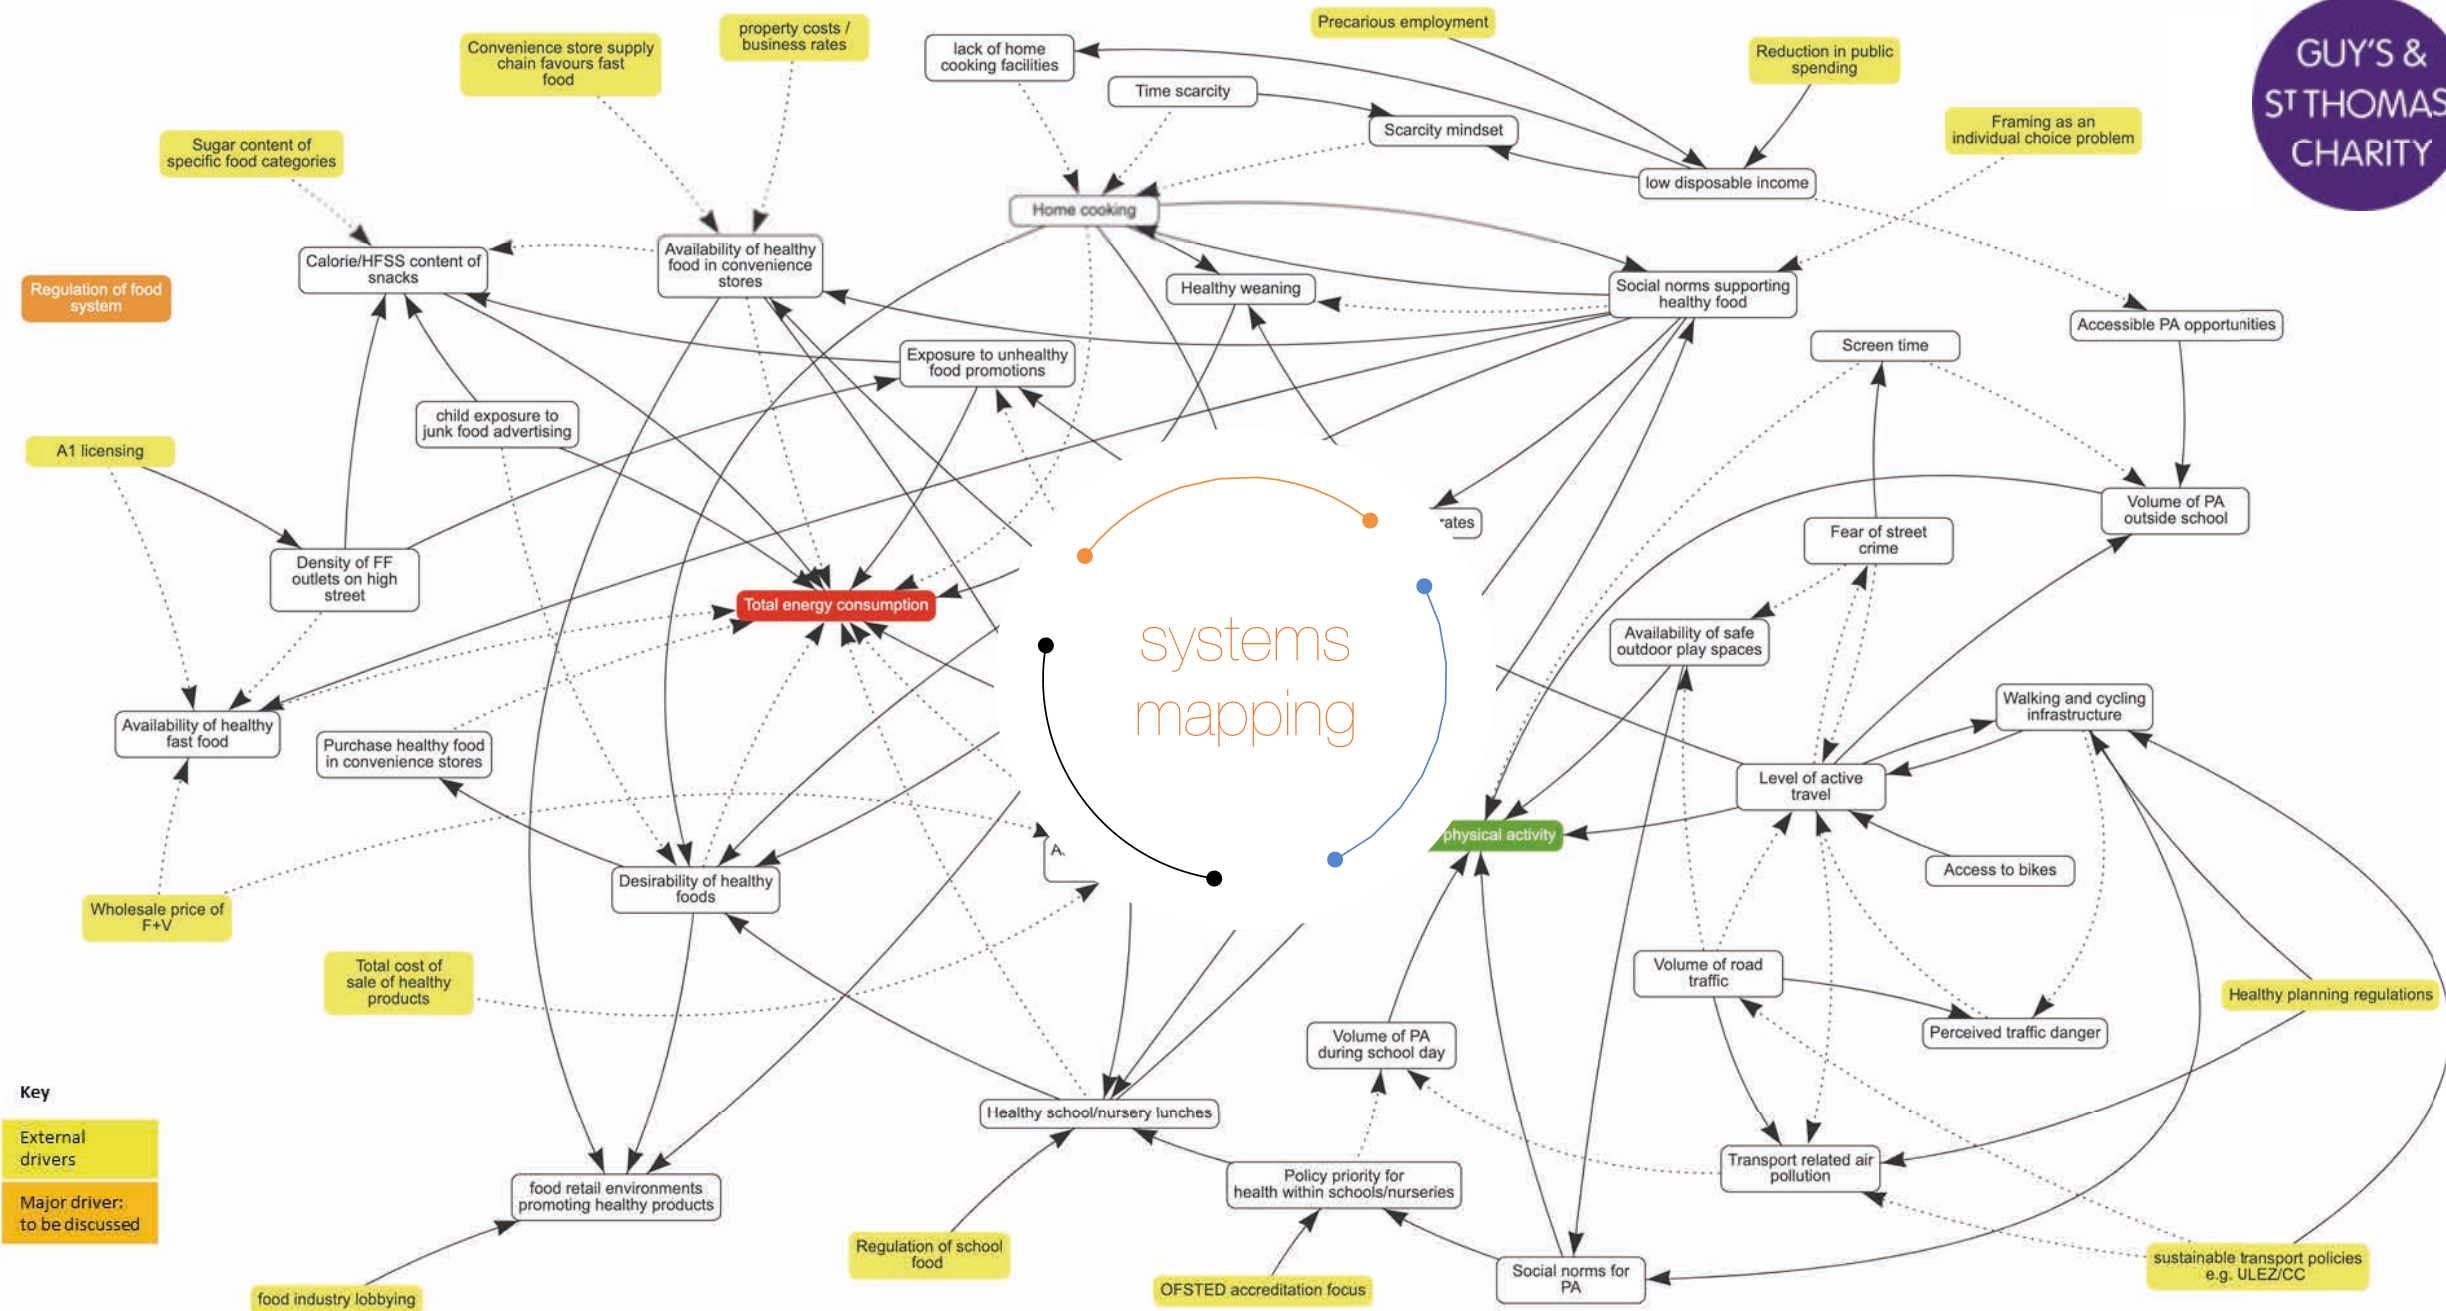 Convenience store supply
chain favours fast
food
property costs /
business rates
lack of home
cooking facilities
Precarious employment
Reduction in public
spending
GUY'S &
ST THOMAS
CHARITY
Time scarcity
Scarcity mindset
Framing as an
individual choice problem
Sugar content of
specific food categories
low disposable income
Home cooking
Calorie/HFSS content of
snacks
Availability of healthy
food in convenience
stores
Healthy weaning
Social norms supporting
healthy food
Regulation of food
system
Accessible PA opportunities
Screen time
Exposure to unhealthy
food promotions
child exposure to
junk food advertising
A1 licensing
Volume of PA
outside school
rates
Fear of street
crime
Density of FF
outlets on high
street
Total energy consumption
systems
mapping
Availability of safe
outdoor play spaces
Walking and cycling
infrastructure
Availability of healthy
fast food
Purchase healthy food
in convenience stores
Level of active
travel
physical activity
A
Access to bikes
Desirability of healthy
foods
Wholesale price of
F+V
Total cost of
sale of healthy
products
Volume of road
traffic
Healthy planning regulations
Perceived traffic danger
Volume of PA
during school day
Key
External
drivers
Major driver:
to be discussed
Healthy school/nursery lunches
Transport related air
pollution
Policy priority for
health within schools/nurseries
food retail environments
promoting healthy products
Regulation of school
food
OFSTED accreditation focus
Social norms for
PA
sustainable transport policies
e.g. ULEZ/CC
food industry lobbying